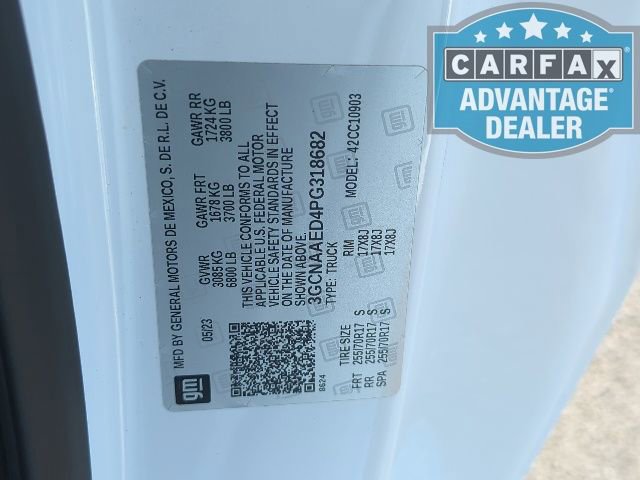 MFD BY GENERAL MOTORS DE MEXICO, S. DE R.L. DE C.V.
05/23 GVWR GAWR FRT GAWR RR
3085 KG 1678 KG 1724 KG
6800 LB 3700 LB 3800 LB
THIS VEHICLE CONFORMS TO ALL
APPLICABLE U.S. FEDERAL MOTOR
VEHICLE SAFETY STANDARDS IN EFFECT
ON DATE OF MANUFACTURE
3GCNAAED4PG318682
TYPE: TRUCK MODEL: 42CC10903
TIRE SIZE RIM
FRT 255/70R17 S 17X8J
RR 255/70R17 S 17X8J
SPA 255/70R17 S 17X8J
8624
gm
CARFAX
ADVANTAGE®
DEALER